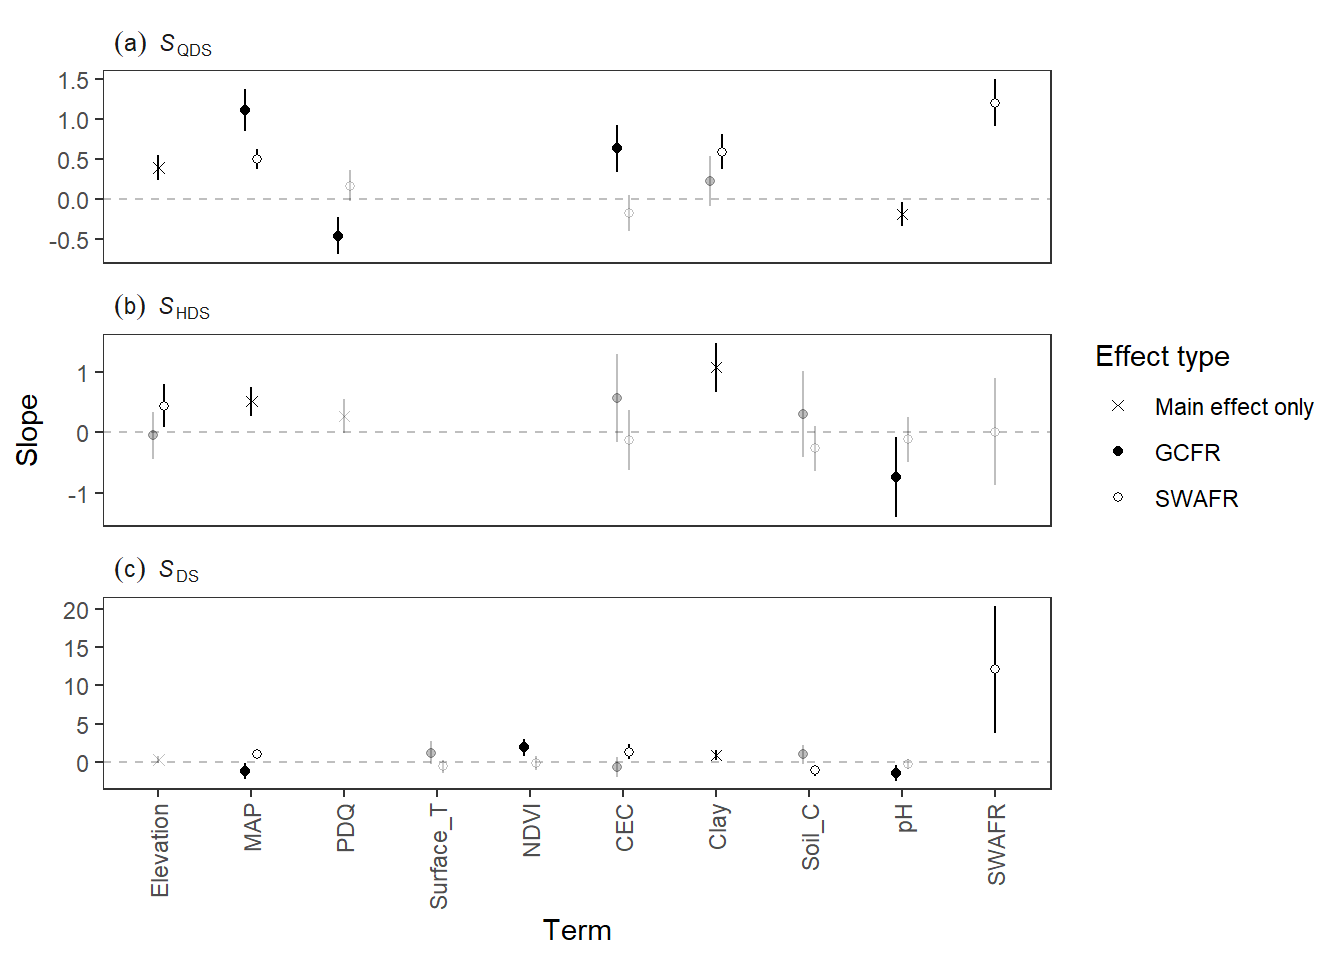 (a) SQDS
1.5
1.0
0.5
0.0
-0.5
(b) SHDS
1
0
-1
Slope
(c) SDS
20
15
10
5
0
Elevation
MAP
PDQ
Surface_T
NDVI
CEC
Clay
Soil_C
pH
SWAFR
Term
Effect type
Main effect only
GCFR
SWAFR